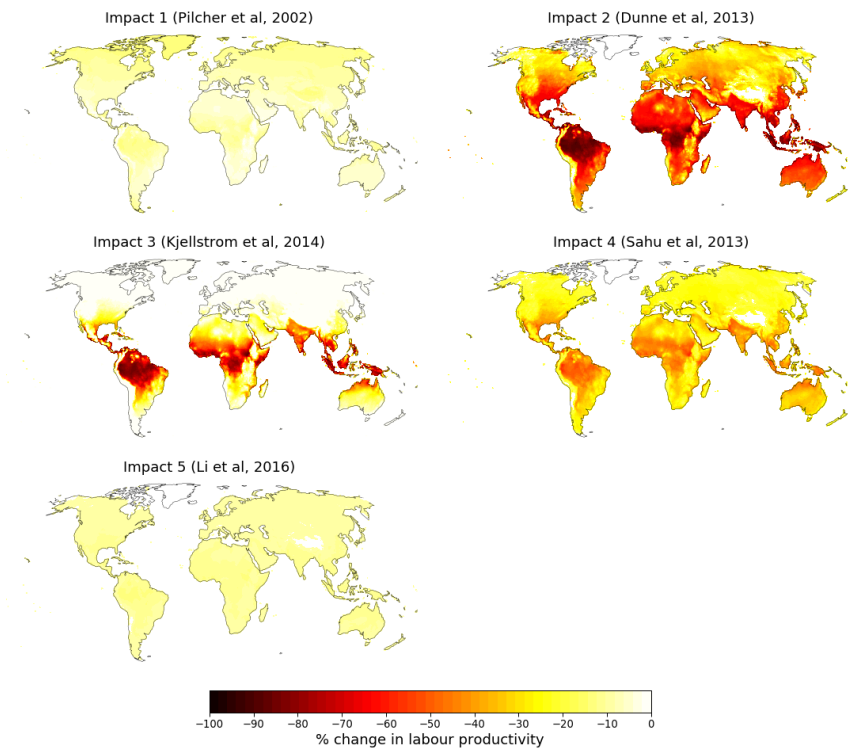 Impact 1 (Pilcher et al, 2002)
Impact 2 (Dunne et al, 2013)
Impact 3 (Kjellstrom et al, 2014)
Impact 4 (Sahu et al, 2013)
Impact 5 (Li et al, 2016)
−100 −90 −80 −70 −60 −50 −40 −30 −20 −10 0
% change in labour productivity